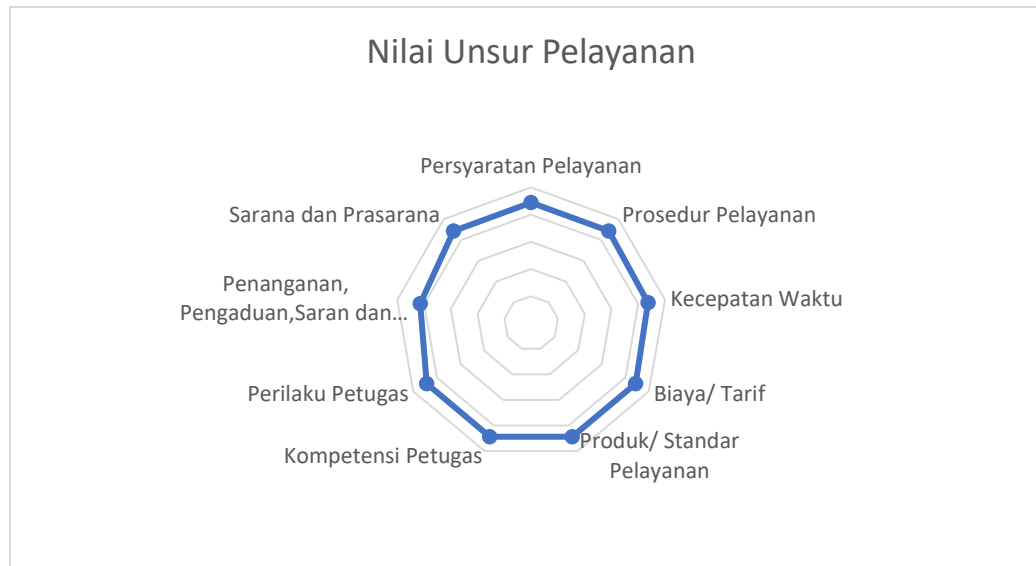 Nilai Unsur Pelayanan
Persyaratan Pelayanan
Prosedur Pelayanan
Kecepatan Waktu
Biaya/ Tarif
Produk/ Standar
Pelayanan
Kompetensi Petugas
Perilaku Petugas
Penanganan,
Pengaduan,Saran dan...
Sarana dan Prasarana